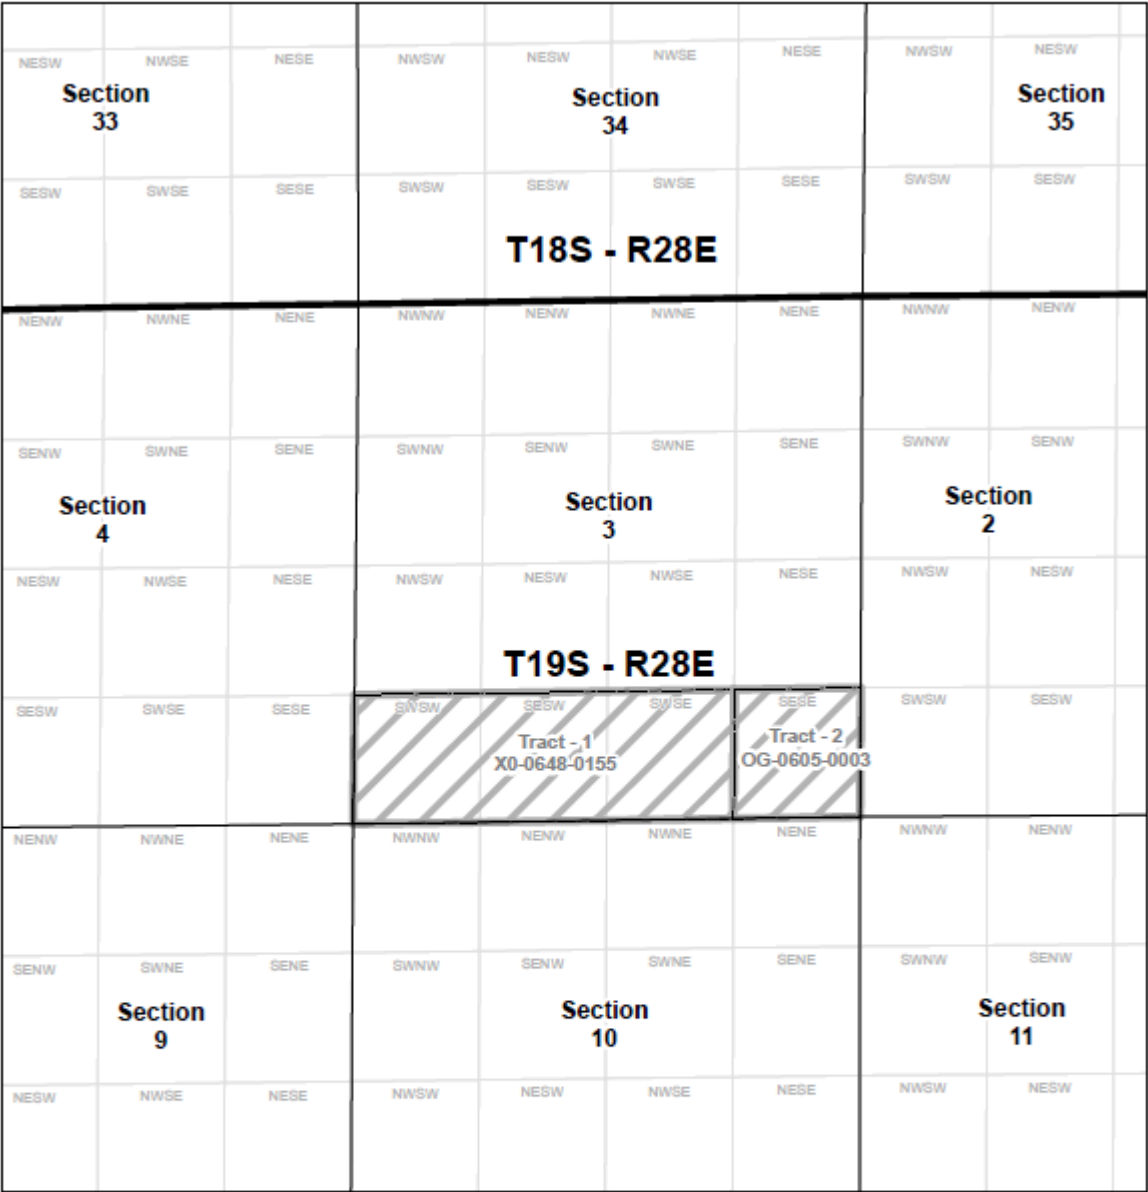 NESW NWSE NESE NWSW NESW NWSE NESE NWSW NESW
Section
33
Section
34
Section
35
SESW SWSE SESE SWSW SESW SWSE SESE SWSW SESW
T18S - R28E
NENW NWNE NENE NWNW NENW NWNE NENE NWNW NENW
SENW SWNE SENE SWNW SENW SWNE SENE SWNW SENW
Section
4
Section
3
Section
2
NESW NWSE NESE NWSW NESW NWSE NESE NWSW NESW
T19S - R28E
SESW SWSE SESE SWSW SESW SWSE SESE SWSW SESW
Tract - 1
X0-0648-0155
Tract - 2
OG-0605-0003
NENW NWNE NENE NWNW NENW NWNE NENE NWNW NENW
SENW SWNE SENE SWNW SENW SWNE SENE SWNW SENW
Section
9
Section
10
Section
11
NESW NWSE NESE NWSW NESW NWSE NESE NWSW NESW